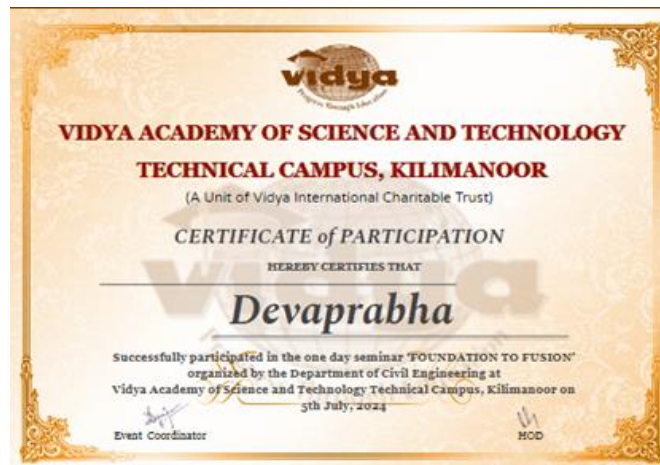 vidya
Progress Through Education
VIDYA ACADEMY OF SCIENCE AND TECHNOLOGY
TECHNICAL CAMPUS, KILIMANOOR
(A Unit of Vidya International Charitable Trust)
CERTIFICATE of PARTICIPATION
HEREBY CERTIFIES THAT
Devaprabha
Successfully participated in the one day seminar "FOUNDATION TO FUSION"
organized by the Department of Civil Engineering at
Vidya Academy of Science and Technology Technical Campus, Kilimanoor on
5th July, 2024
Event Coordinator
HOD